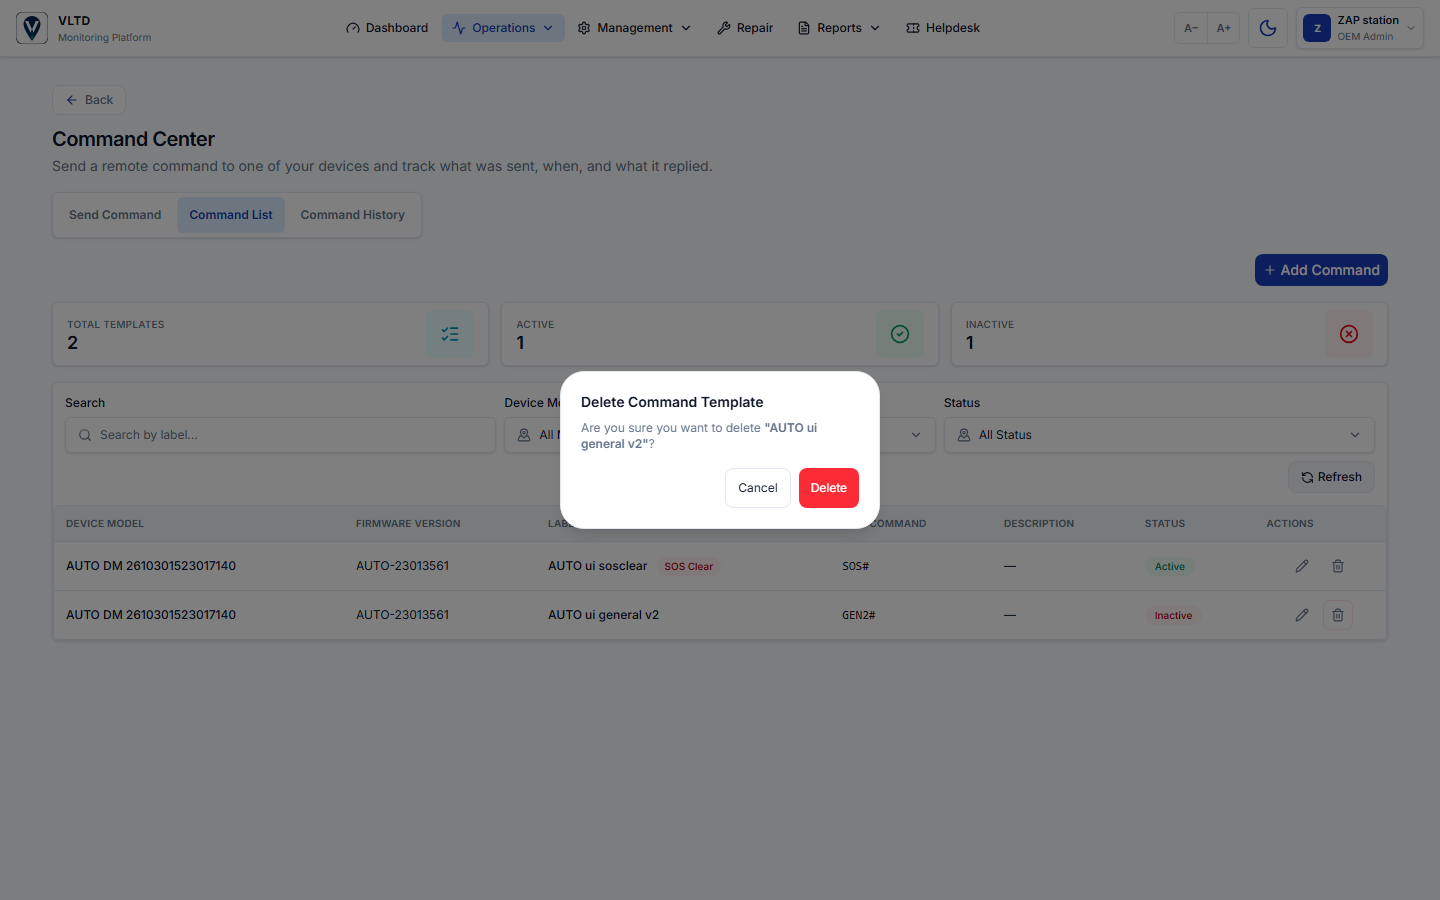 VLTD
Monitoring Platform
Dashboard
Operations
Management
Repair
Reports
Helpdesk
A−
A+
Z
ZAP station
OEM Admin
Back
Command Center
Send a remote command to one of your devices and track what was sent, when, and what it replied.
Send Command
Command List
Command History
+ Add Command
TOTAL TEMPLATES
2
ACTIVE
1
INACTIVE
1
Search
Device M
Status
Search by label...
All
All Status
Refresh
Delete Command Template
Are you sure you want to delete "AUTO ui
general v2"?
Cancel
Delete
DEVICE MODEL FIRMWARE VERSION LAB COMMAND DESCRIPTION STATUS ACTIONS
AUTO DM 2610301523017140 AUTO-23013561 AUTO ui sosclear SOS Clear SOS# — Active
AUTO DM 2610301523017140 AUTO-23013561 AUTO ui general v2 GEN2# — Inactive